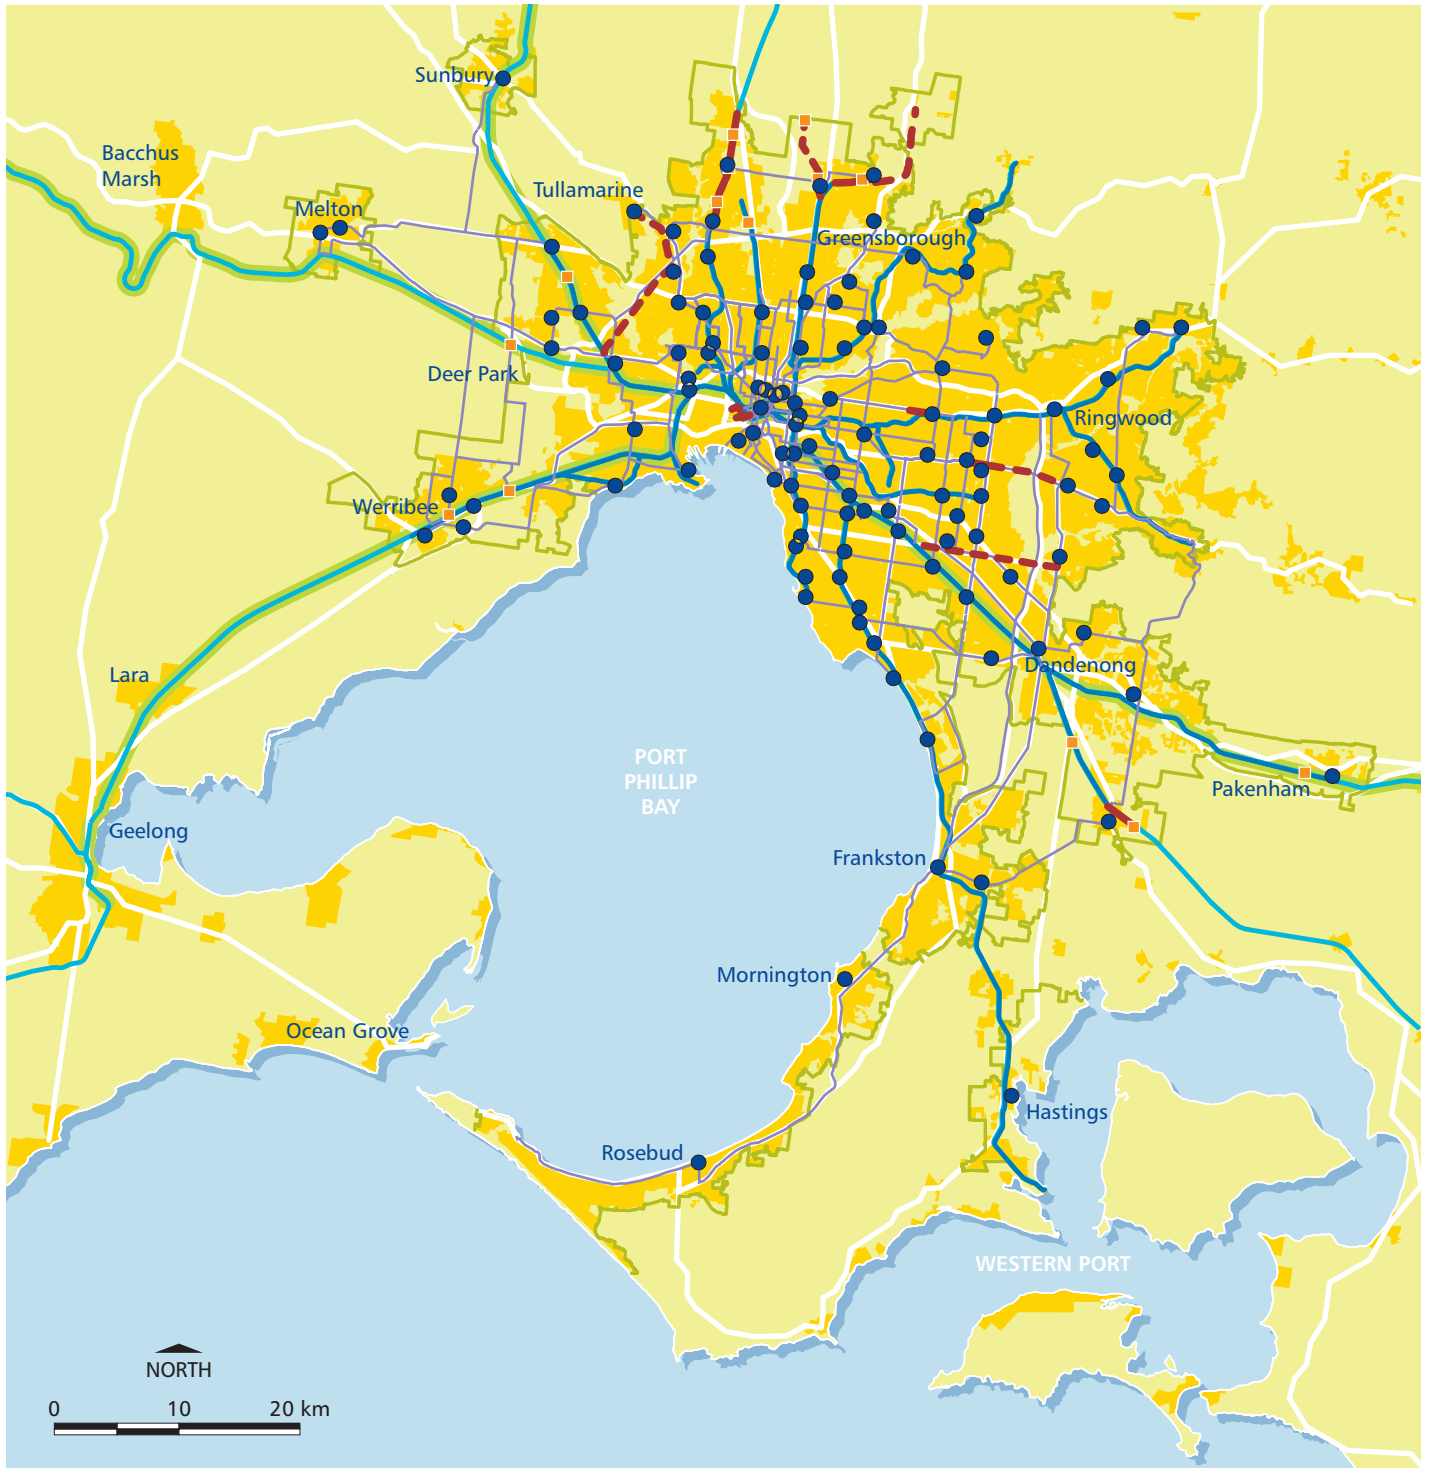 Sunbury
Bacchus
Marsh
Tullamarine
Melton
Greensborough
Deer Park
Ringwood
Werribee
Lara
Dandenong
PORT
PHILLIP
BAY
Pakenham
Geelong
Frankston
Mornington
Ocean Grove
Hastings
Rosebud
WESTERN PORT
NORTH
0 10 20 km